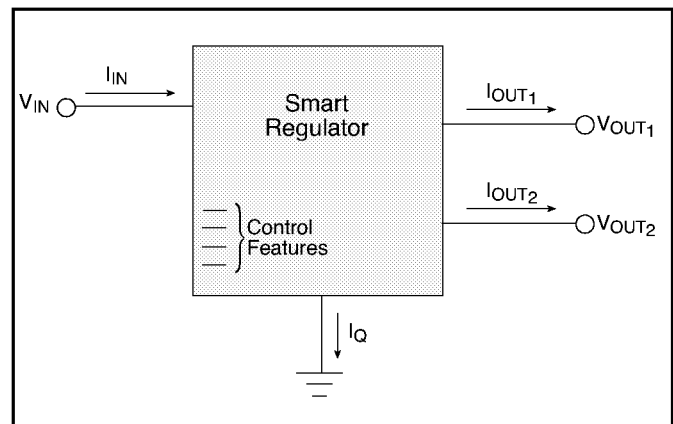 I_IN
V_IN
Smart
Regulator
I_OUT1
V_OUT1
I_OUT2
V_OUT2
Control
Features
I_Q